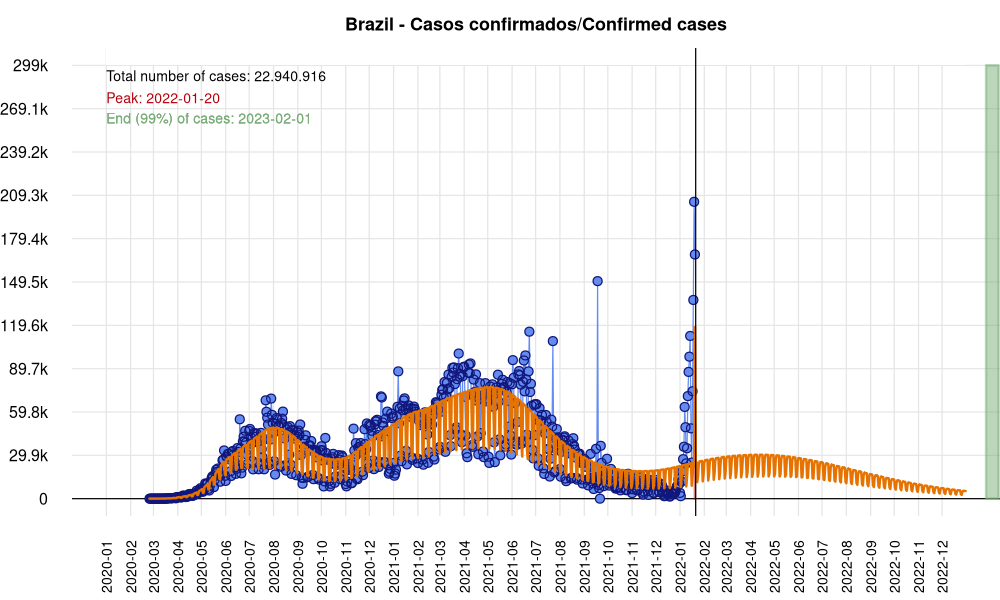 Brazil - Casos confirmados/Confirmed cases
299k
269.1k
239.2k
209.3k
179.4k
149.5k
119.6k
89.7k
59.8k
29.9k
0
Total number of cases: 22.940.916
Peak: 2022-01-20
End (99%) of cases: 2023-02-01
2020-01
2020-02
2020-03
2020-04
2020-05
2020-06
2020-07
2020-08
2020-09
2020-10
2020-11
2020-12
2021-01
2021-02
2021-03
2021-04
2021-05
2021-06
2021-07
2021-08
2021-09
2021-10
2021-11
2021-12
2022-01
2022-02
2022-03
2022-04
2022-05
2022-06
2022-07
2022-08
2022-09
2022-10
2022-11
2022-12